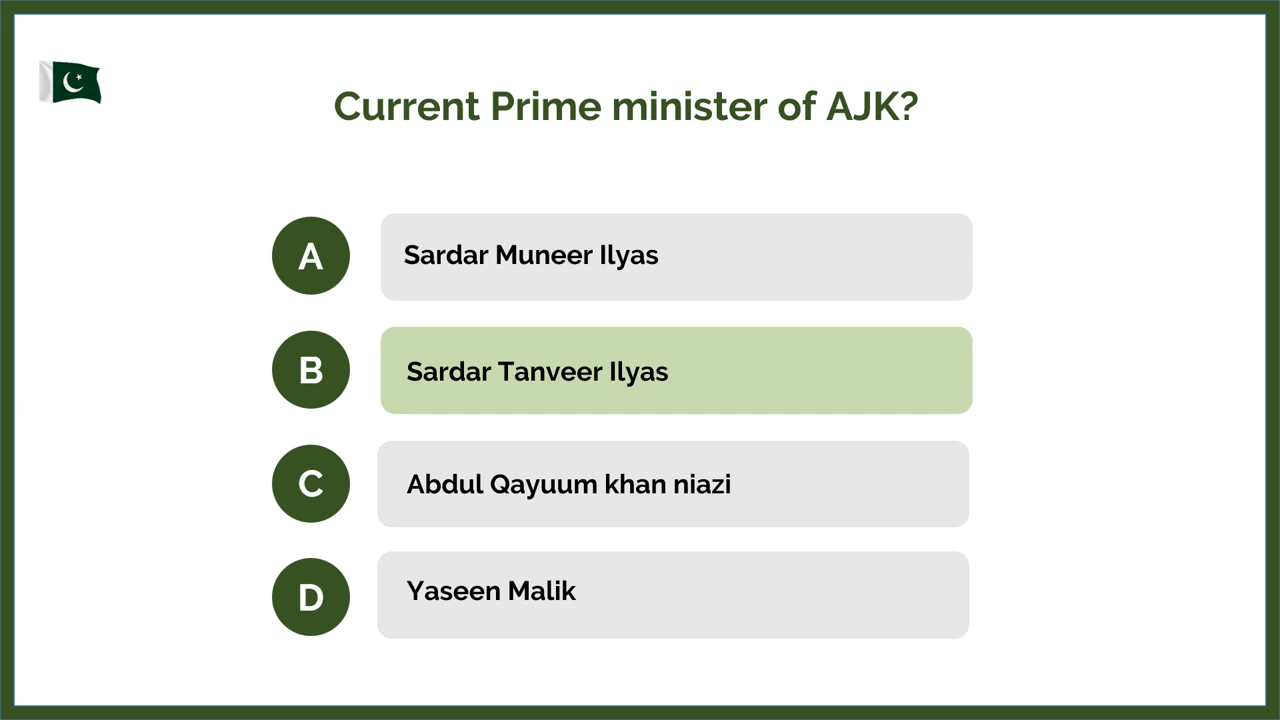 Current Prime minister of AJK?
A
Sardar Muneer Ilyas
B
Sardar Tanveer Ilyas
C
Abdul Qayuum khan niazi
D
Yaseen Malik